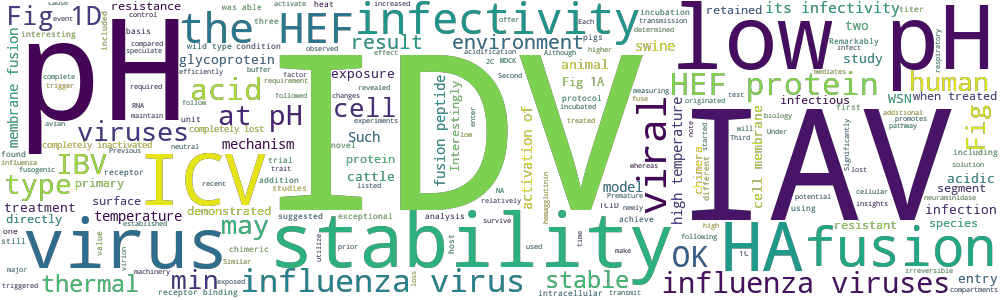 cause
event
interesting
included
Fig 1D
resistance
control
basis
compared
speculate
the HEF
wild type condition
glycoprotein
efficiently
buffer
was able
three
activate
heat
increased
infectivity
observed
effect
offer
Although
Fig 1A
environment
result
exposure
Each
incubation
transmission
determined
pigs
higher
2C
MDCK
Second
animal
swine
low pH
retained
its infectivity
Remarkably
infect
two
study
titer
respiratory
human
HEF protein
mediates
infectious
WSN
when treated
membrane fusion
pH
complete
trigger
requirement
factor
followed
acid
at pH
cell
revealed
changes
experiments
Such
fusion peptide
Interestingly
follow
low
enter
acidification
treated
protocol
incubated
fuse
measuring
originated
factor
first
additional
pathway
Fig
required
RNA
maintain
avian
viruses
completely lost
unit
neutral
completely inactivated
Previous
receptor
mechanism
novel
trial
trait
addition
studies
protein
cattle
listed
IDV
activation of
viral
high temperature
note
will
Third
chimera
different
started
test
cell membrane
biology
Under
promotes
Significantly
lost
IAV
including
solution
acidic
segment
infection
species
found
influenza
fusogenic
IBV
type
primary
ICV
recent
NA
relatively
Premature
newly
achieve
model
ICID
hemagglutinin
whereas
high
temperature
potential
using
cellular
insights
neuraminidase
treatment
surface
demonstrated
directly
one
still
virus
may
stability
suggested
exceptional
analysis
survive
prior
chimeric
Similar
utilize
host
used
time
make
1C
following
OK
HA
fusion
resistant
major
value
virion
established
triggered
thermal
machinery
exposed
min
receptor binding
influenza virus
loss
stable
intracellular
transmit
irreversible
influenza viruses
entry
compartments